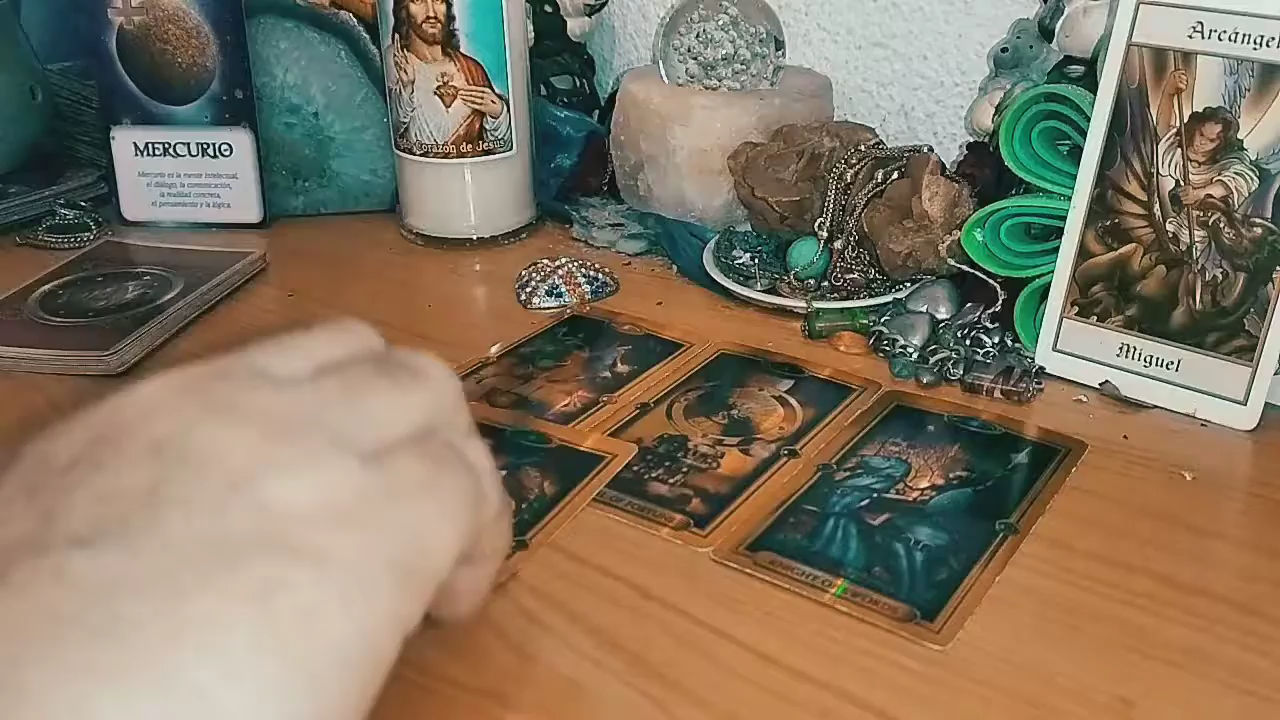 MERCURIO
Mercurio es la mente intelectual,
el diálogo, la comunicación,
la realidad concreta,
el pensamiento y la lógica.
Corazón de Jesús
Arcángel
Miguel
FORTUNE
KNIGHT OF SWORDS